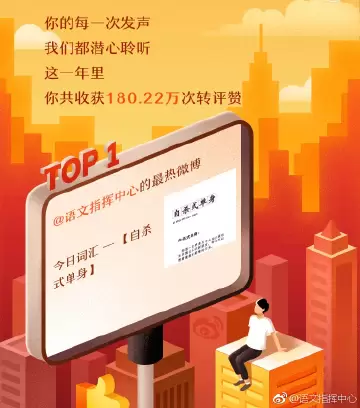 你的每一次发声
我们都潜心聆听
这一年里
你共收获180.22万次转评赞
TOP 1
@语文指挥中心的最热微博
今日词汇 —【自杀
式单身】
自杀式单身
@语文指挥中心